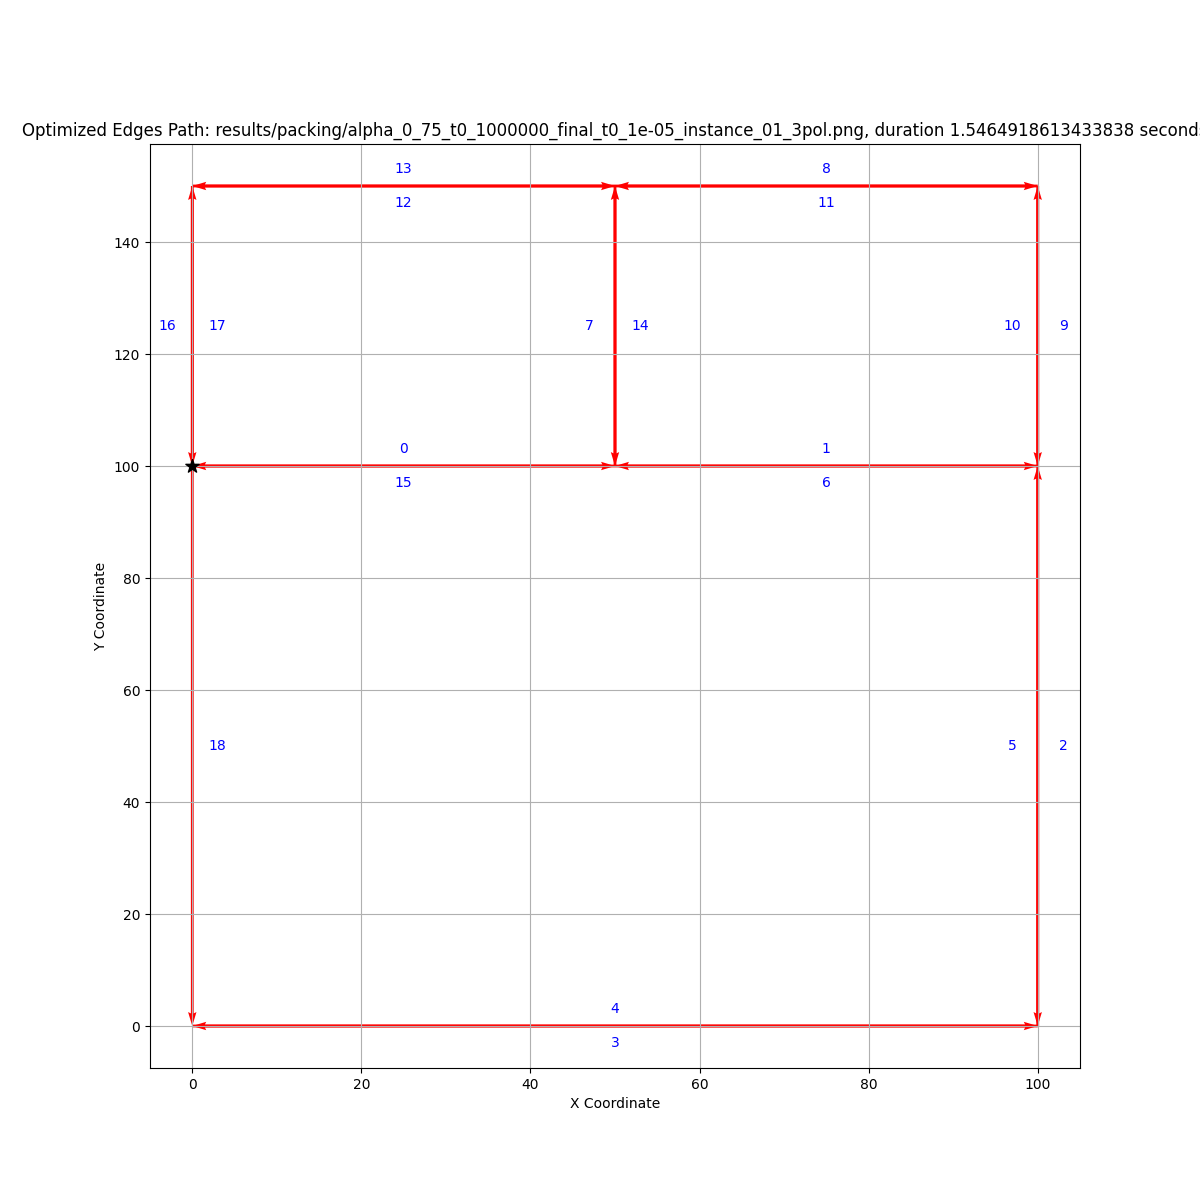 Optimized Edges Path: results/packing/alpha_0_75_t0_1000000_final_t0_1e-05_instance_01_3pol.png, duration 1.5464918613433838 seconds
13 8
12 11
140
16 17 7 14 10 9
120
0 1
100
15 6
80
Y Coordinate
60
18 5 2
40
20
4
0
3
0 20 40 60 80 100
X Coordinate